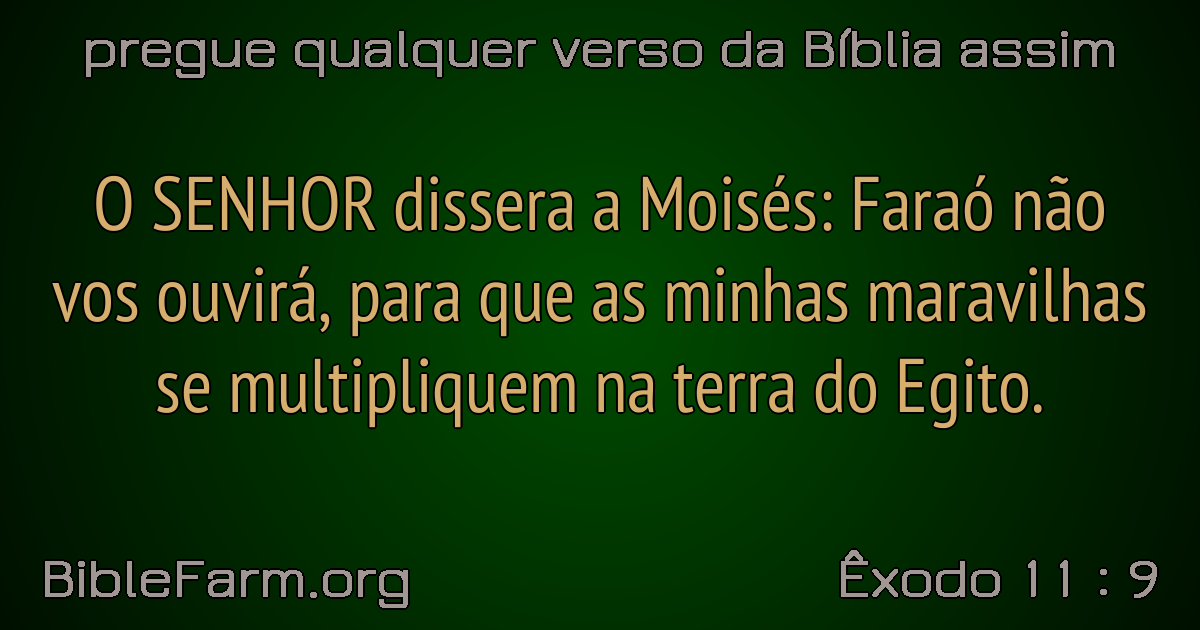 pregue qualquer verso da Bíblia assim
O SENHOR dissera a Moisés: Faraó não
vos ouvirá, para que as minhas maravilhas
se multipliquem na terra do Egito.
BibleFarm.org
Êxodo 11 : 9